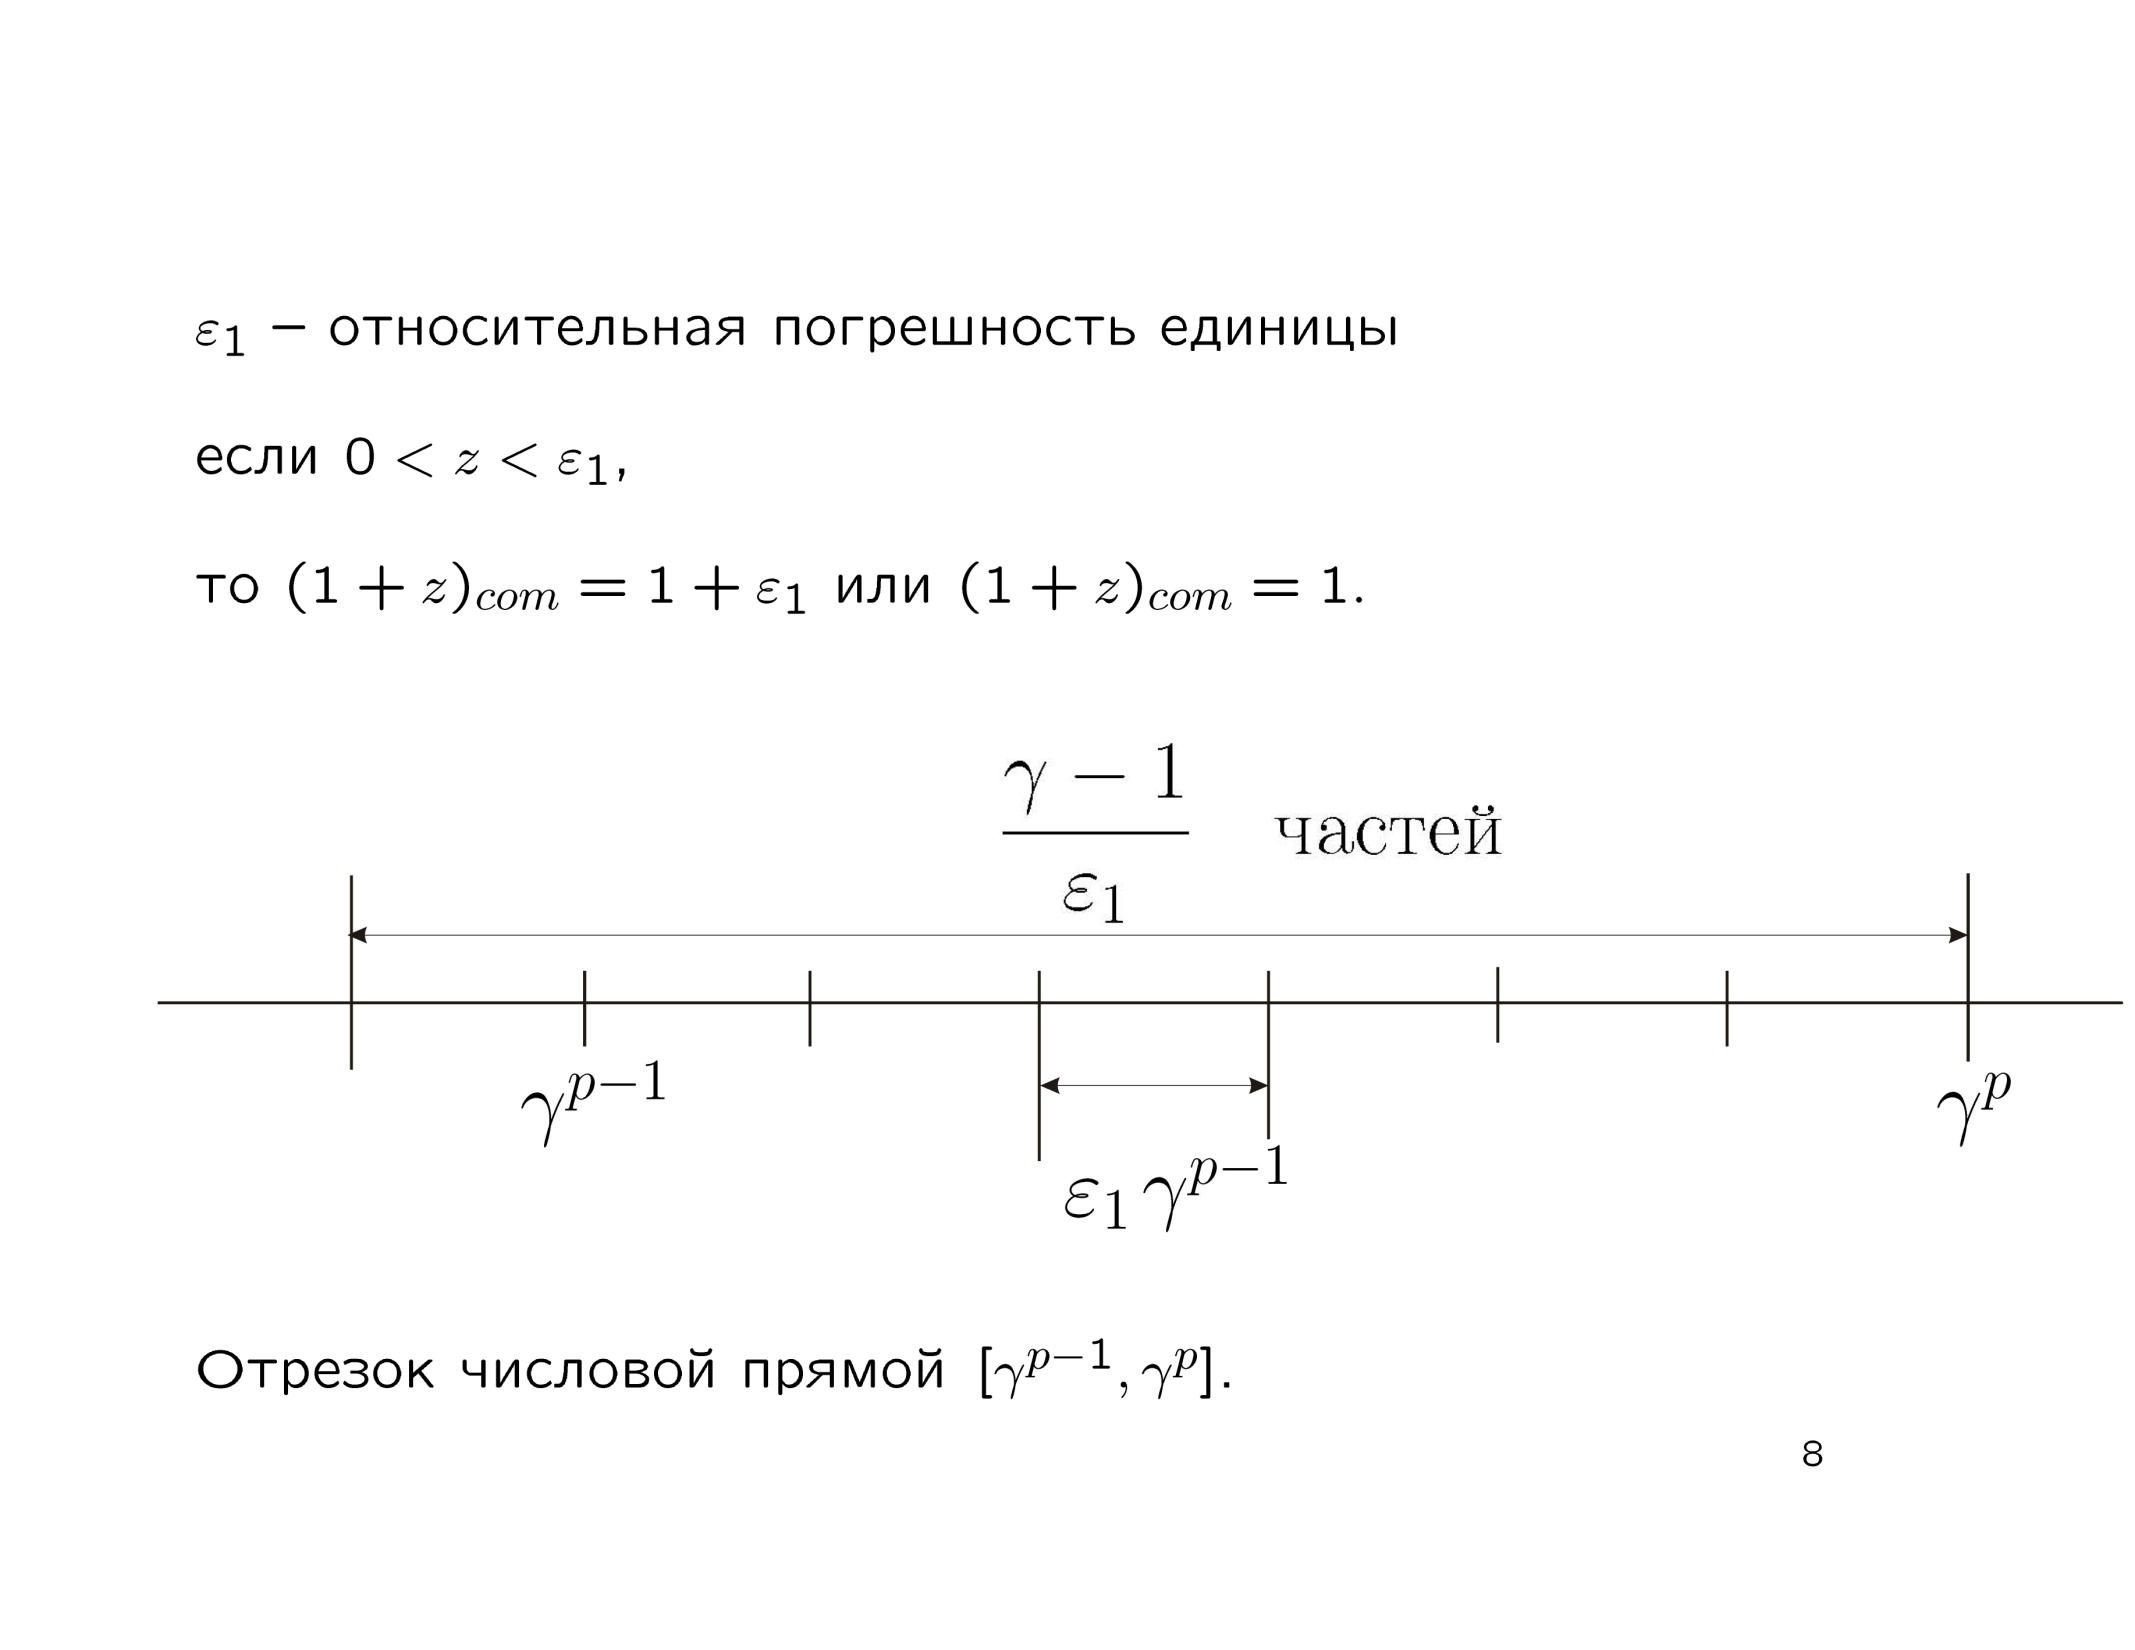 ε₁ – относительная погрешность единицы
если 0 < z < ε₁,
то (1 + z)_com = 1 + ε₁ или (1 + z)_com = 1.
γ − 1
частей
ε₁
γ^{p−1}
γ^p
ε₁ γ^{p−1}
Отрезок числовой прямой [γ^{p−1}, γ^p].
8